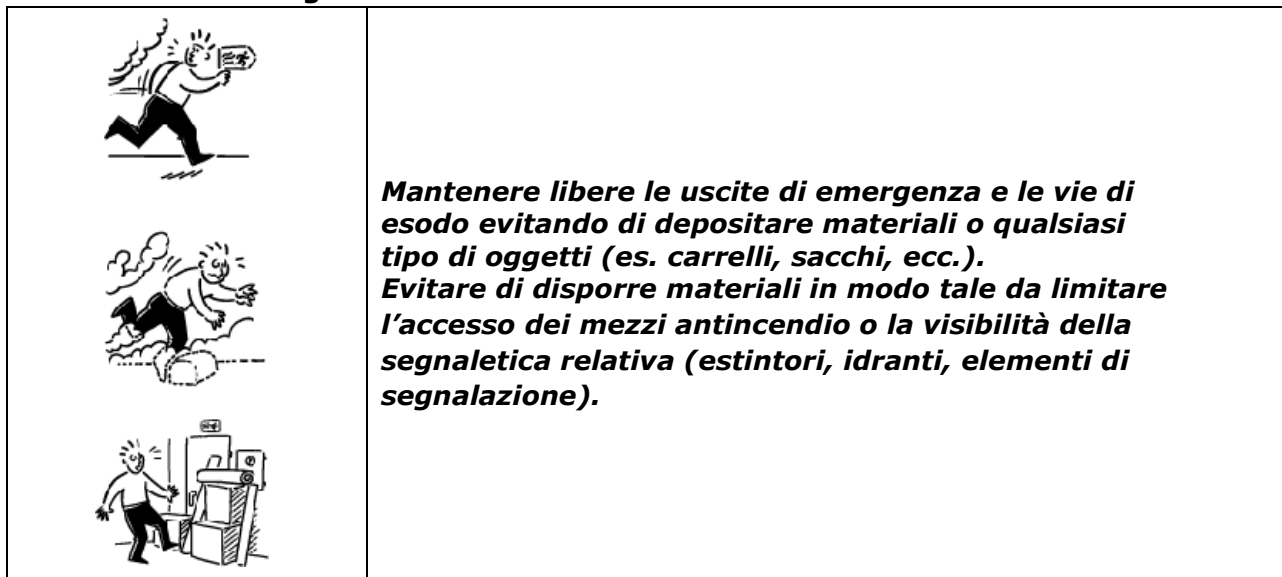 Mantenere libere le uscite di emergenza e le vie di
esodo evitando di depositare materiali o qualsiasi
tipo di oggetti (es. carrelli, sacchi, ecc.).
Evitare di disporre materiali in modo tale da limitare
l’accesso dei mezzi antincendio o la visibilità della
segnaletica relativa (estintori, idranti, elementi di
segnalazione).